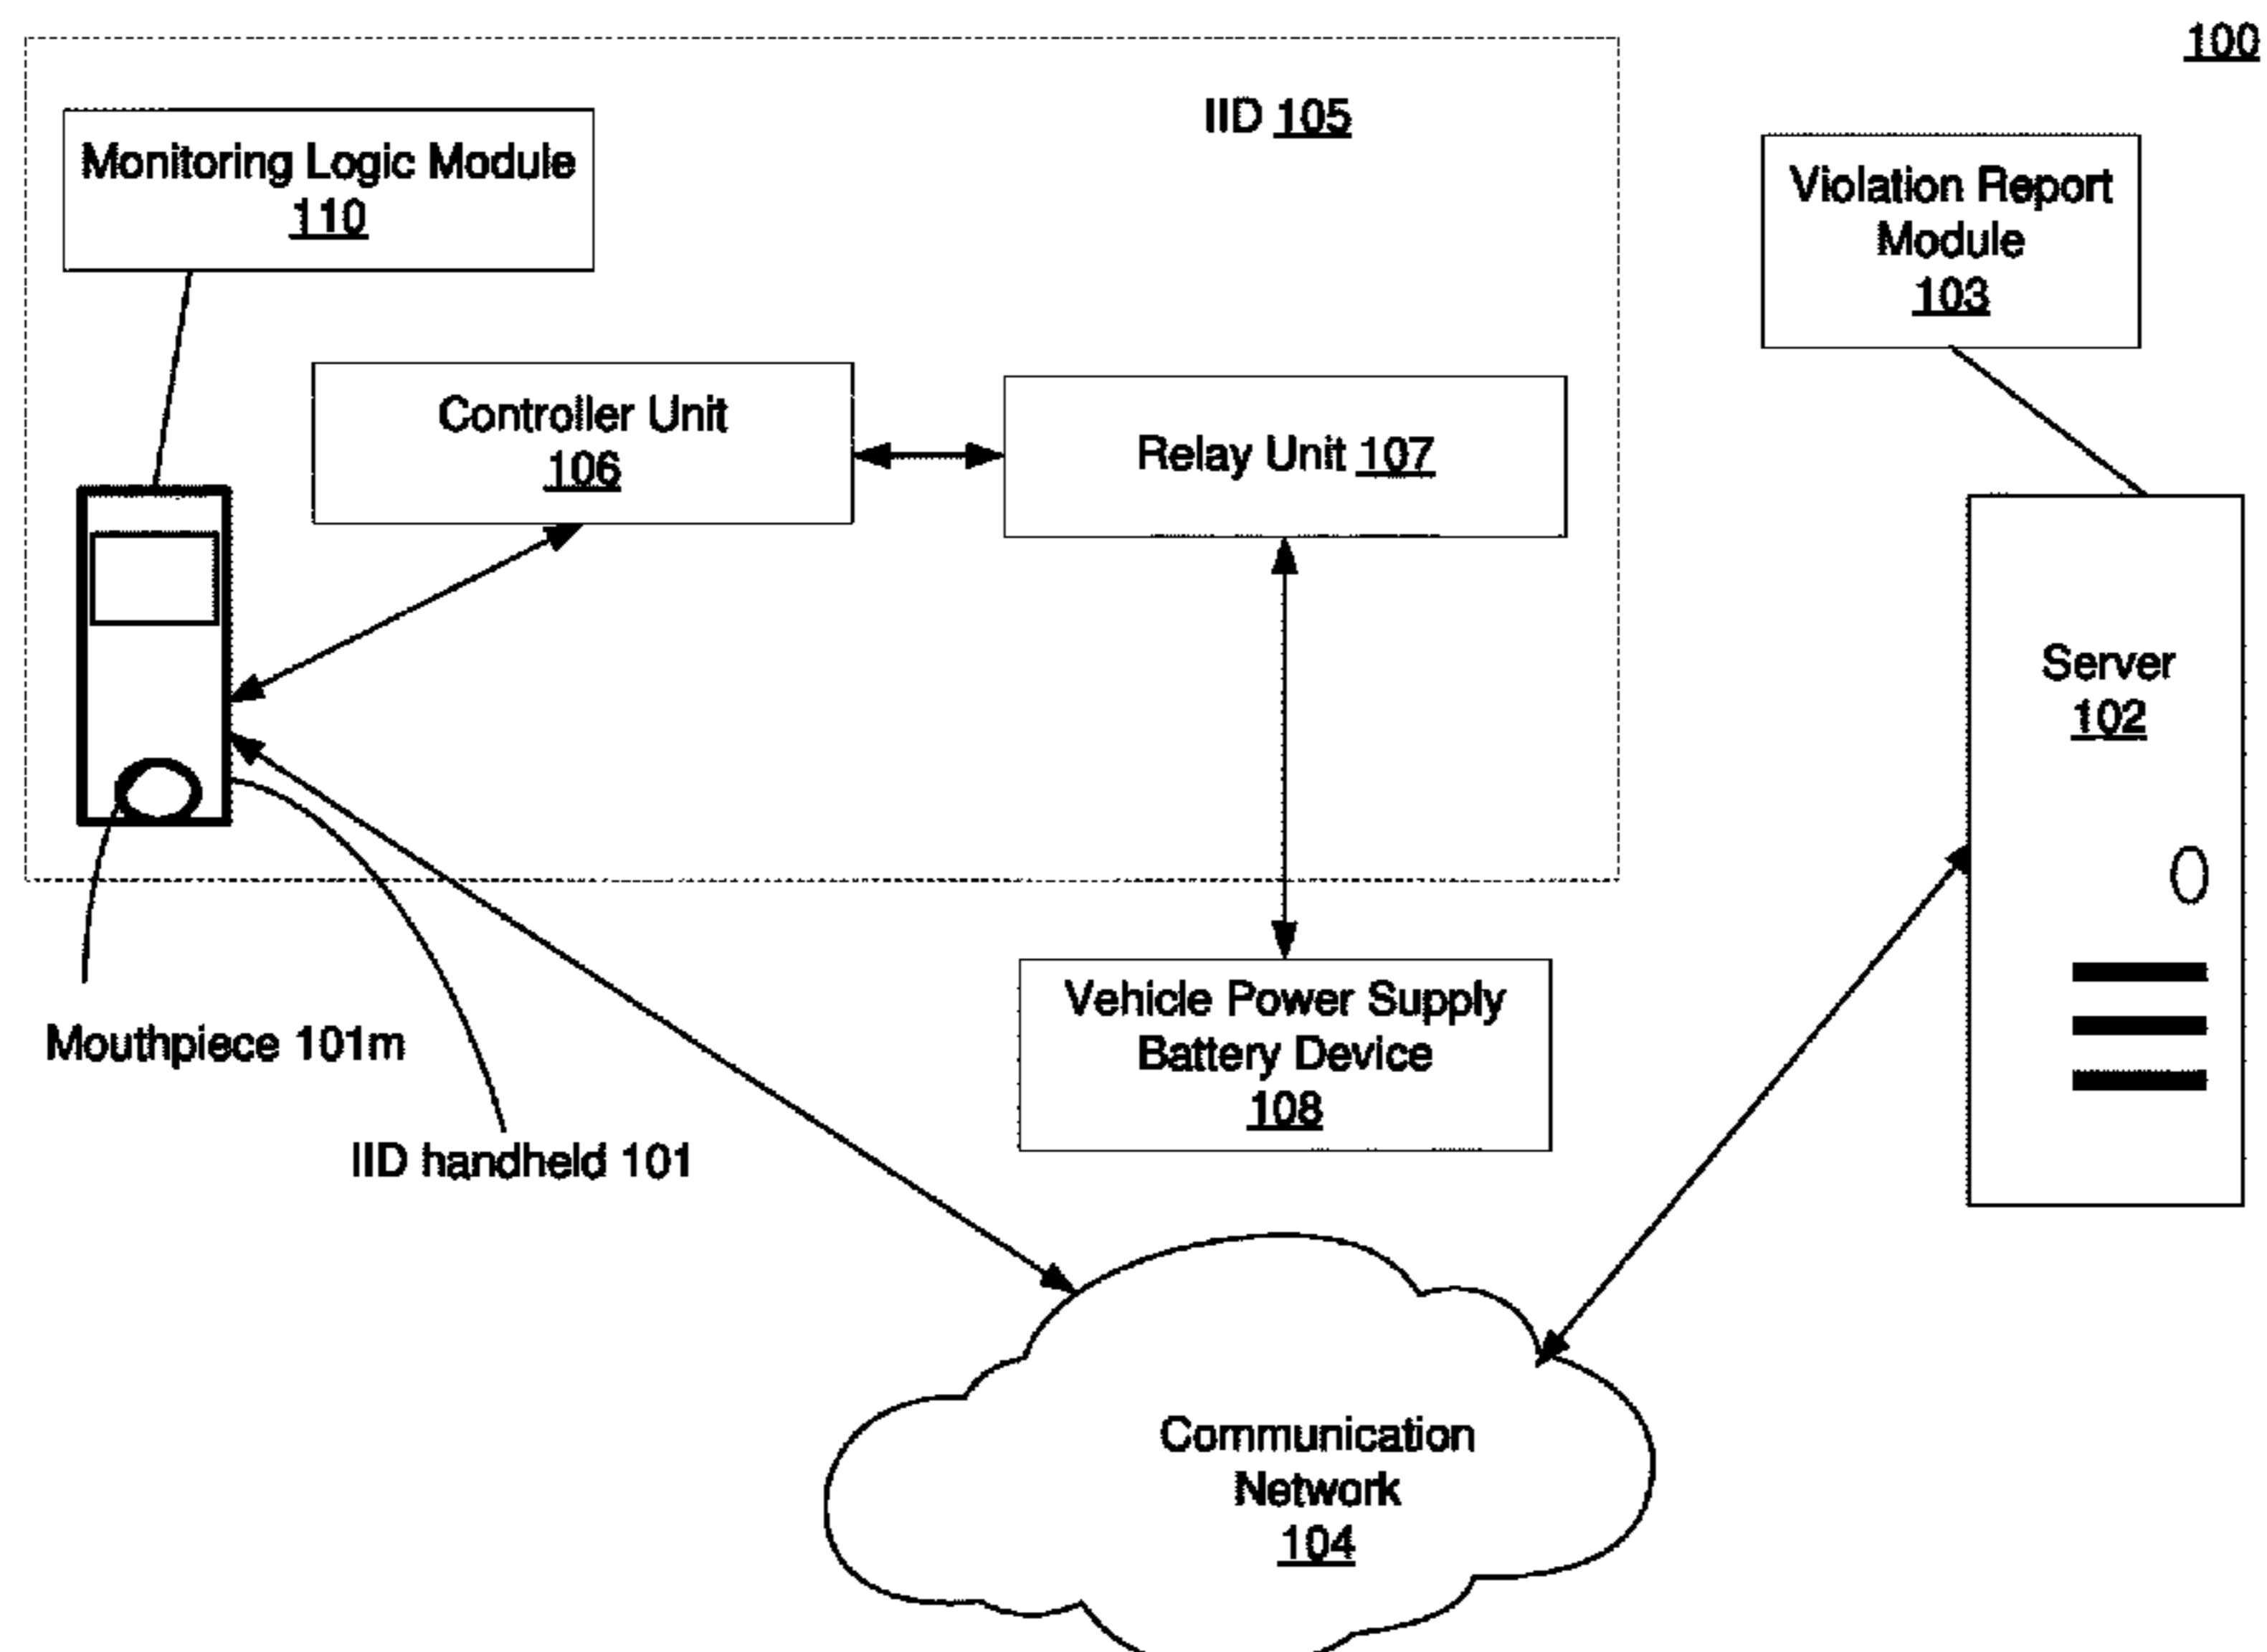 100
IID 105
Monitoring Logic Module
110
Violation Report
Module
103
Controller Unit
106
Relay Unit 107
Server
102
Mouthpiece 101m
IID handheld 101
Vehicle Power Supply
Battery Device
108
Communication
Network
104